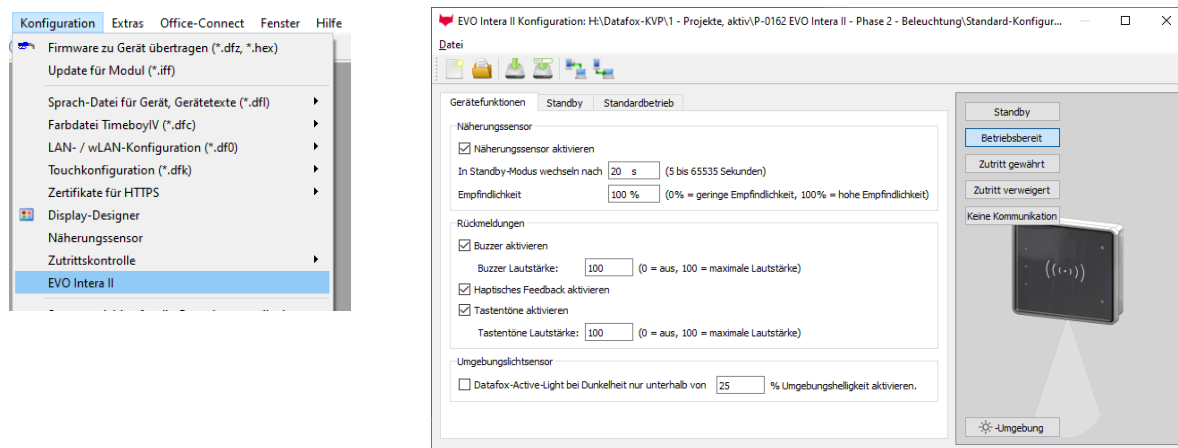 Konfiguration Extras Office-Connect Fenster Hilfe
Firmware zu Gerät übertragen (*.dfz, *.hex)
Update für Modul (*.iff)
Sprach-Datei für Gerät, Gerätetexte (*.dfl)
Farbdatei TimeboyIV (*.dfc)
LAN- / wLAN-Konfiguration (*.df0)
Touchkonfiguration (*.dfk)
Zertifikate für HTTPS
Display-Designer
Näherungssensor
Zutrittskontrolle
EVO Intera II
EVO Intera II Konfiguration: H:\Datafox-KVP\1 - Projekte, aktiv\P-0162 EVO Intera II - Phase 2 - Beleuchtung\Standard-Konfigur...
Datei
Gerätefunktionen Standby Standardbetrieb
Näherungssensor
Näherungssensor aktivieren
In Standby-Modus wechseln nach 20 s (5 bis 65535 Sekunden)
Empfindlichkeit 100 % (0% = geringe Empfindlichkeit, 100% = hohe Empfindlichkeit)
Rückmeldungen
Buzzer aktivieren
Buzzer Lautstärke: 100 (0 = aus, 100 = maximale Lautstärke)
Haptisches Feedback aktivieren
Tastentöne aktivieren
Tastentöne Lautstärke: 100 (0 = aus, 100 = maximale Lautstärke)
Umgebungslichtsensor
Datafox-Active-Light bei Dunkelheit nur unterhalb von 25 % Umgebungshelligkeit aktivieren.
Standby
Betriebsbereit
Zutritt gewährt
Zutritt verweigert
Keine Kommunikation
-Umgebung